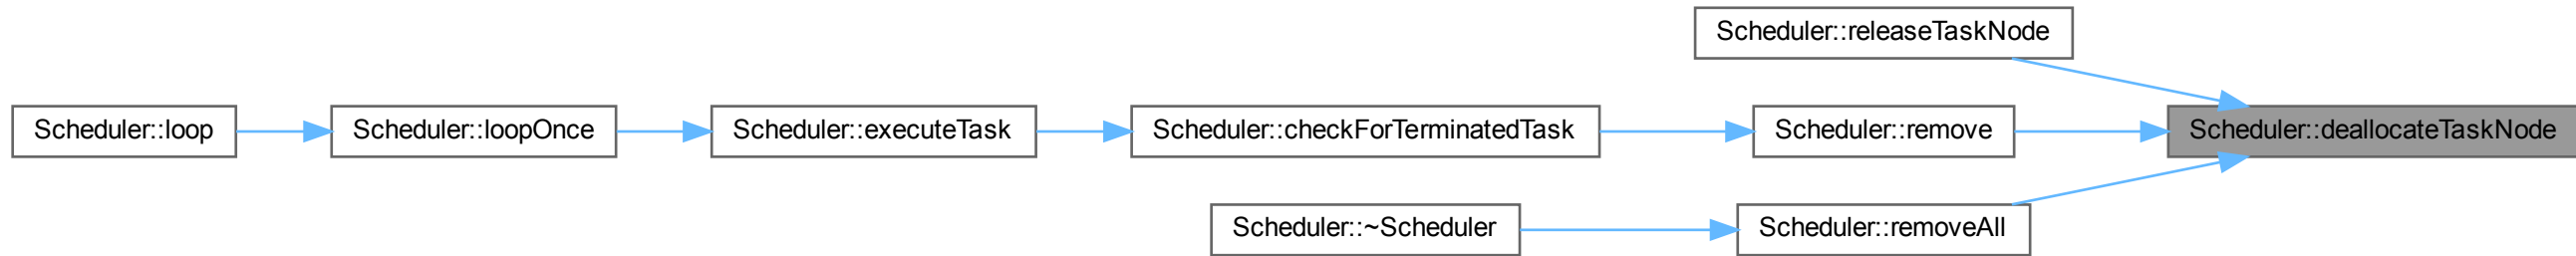 Scheduler::releaseTaskNode
Scheduler::loop
Scheduler::loopOnce
Scheduler::executeTask
Scheduler::checkForTerminatedTask
Scheduler::remove
Scheduler::deallocateTaskNode
Scheduler::~Scheduler
Scheduler::removeAll